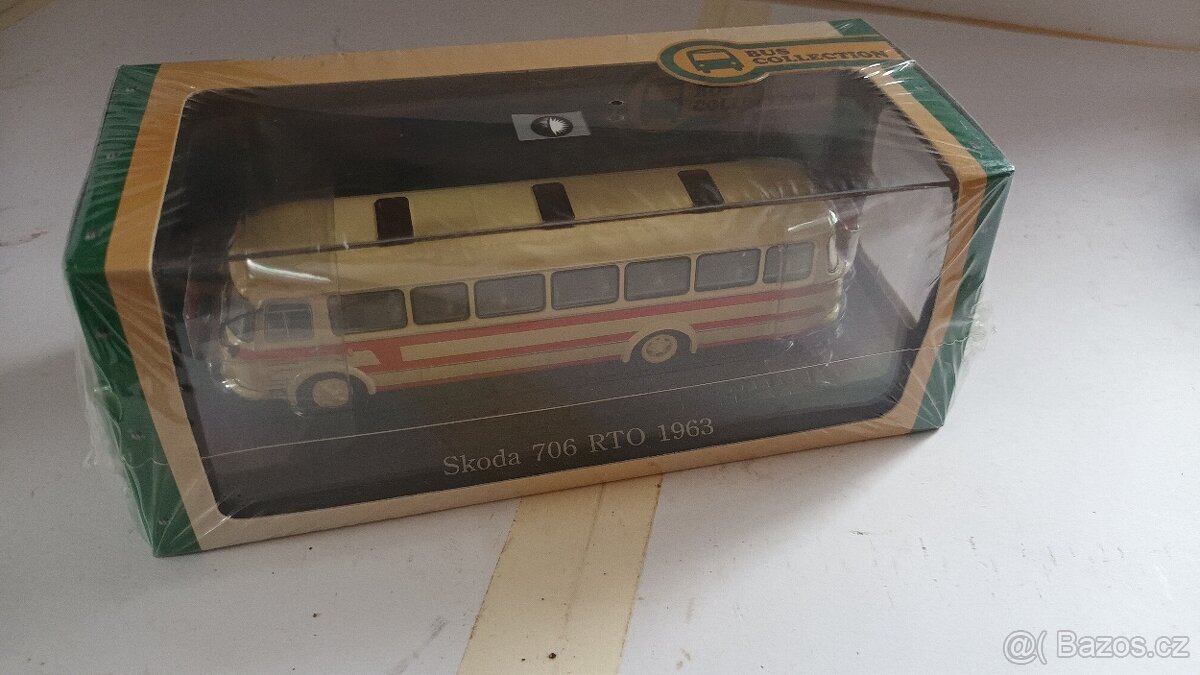 BUS
COLLECTION
Skoda 706 RTO 1963
@( Bazos.cz